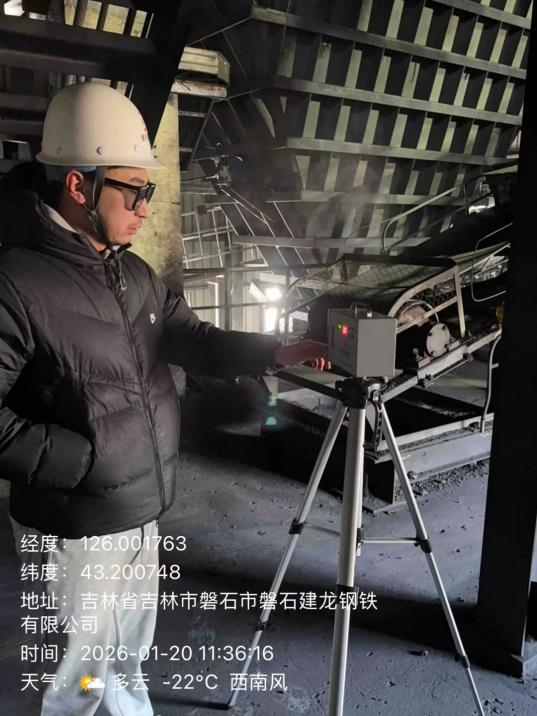 经度：126.001763
纬度：43.200748
地址：吉林省吉林市磐石市磐石建龙钢铁
有限公司
时间：2026-01-20 11:36:16
天气：🌤 多云 -22℃ 西南风